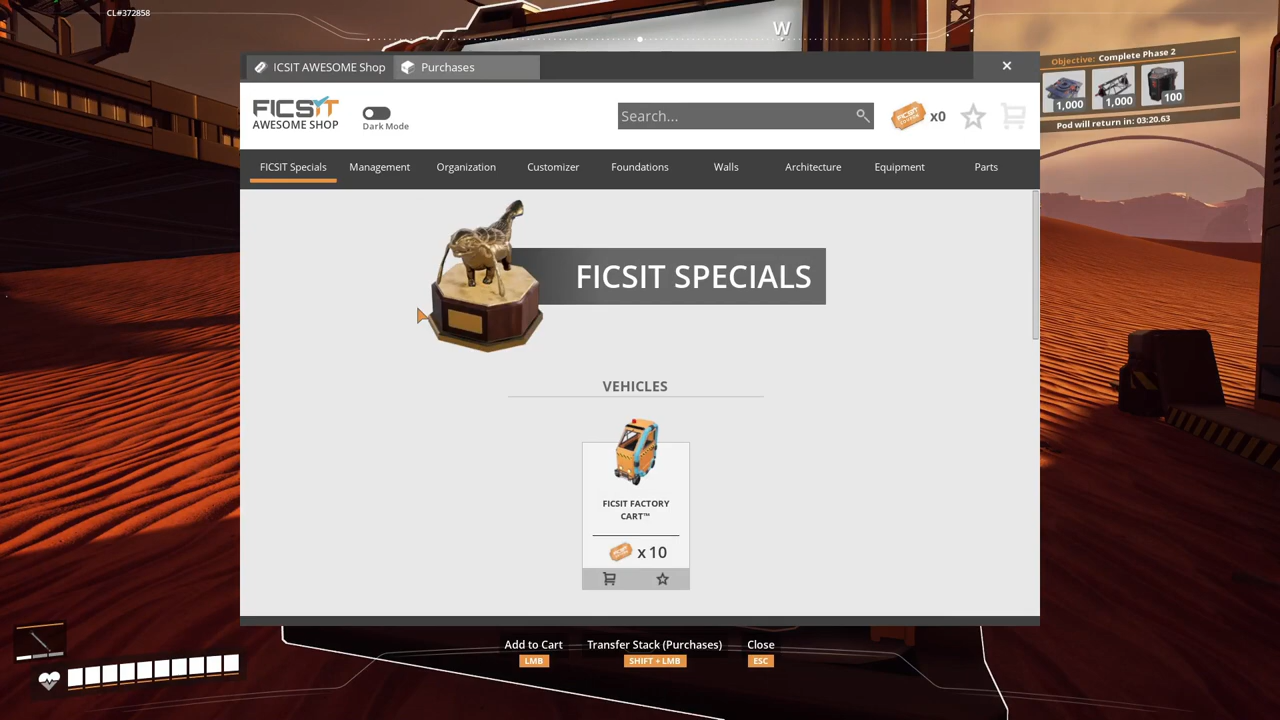 CL#372858
W
ICSIT AWESOME Shop
Purchases
Objective: Complete Phase 2
1,000
1,000
100
Pod will return in: 03:20.63
FICSIT
AWESOME SHOP
Dark Mode
Search...
x0
FICSIT Specials
Management
Organization
Customizer
Foundations
Walls
Architecture
Equipment
Parts
FICSIT SPECIALS
VEHICLES
FICSIT FACTORY
CART™
x 10
Add to Cart
Transfer Stack (Purchases)
Close
LMB
SHIFT + LMB
ESC